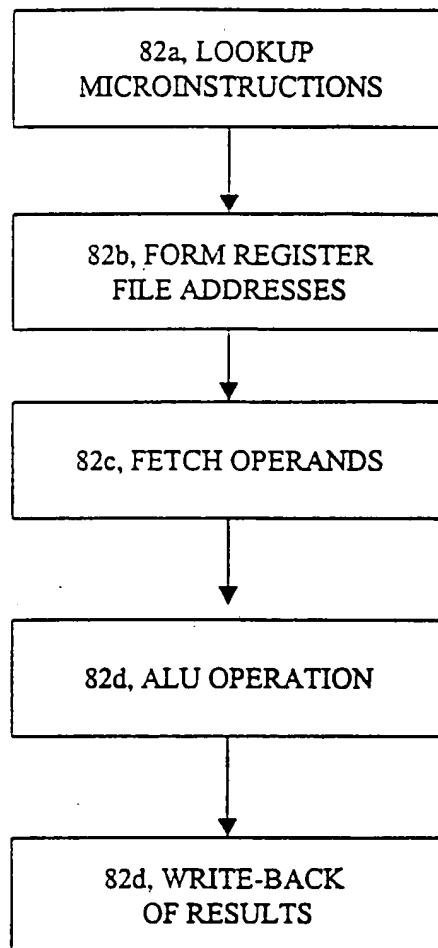 82a, LOOKUP
MICROINSTRUCTIONS
82b, FORM REGISTER
FILE ADDRESSES
82c, FETCH OPERANDS
82d, ALU OPERATION
82d, WRITE-BACK
OF RESULTS